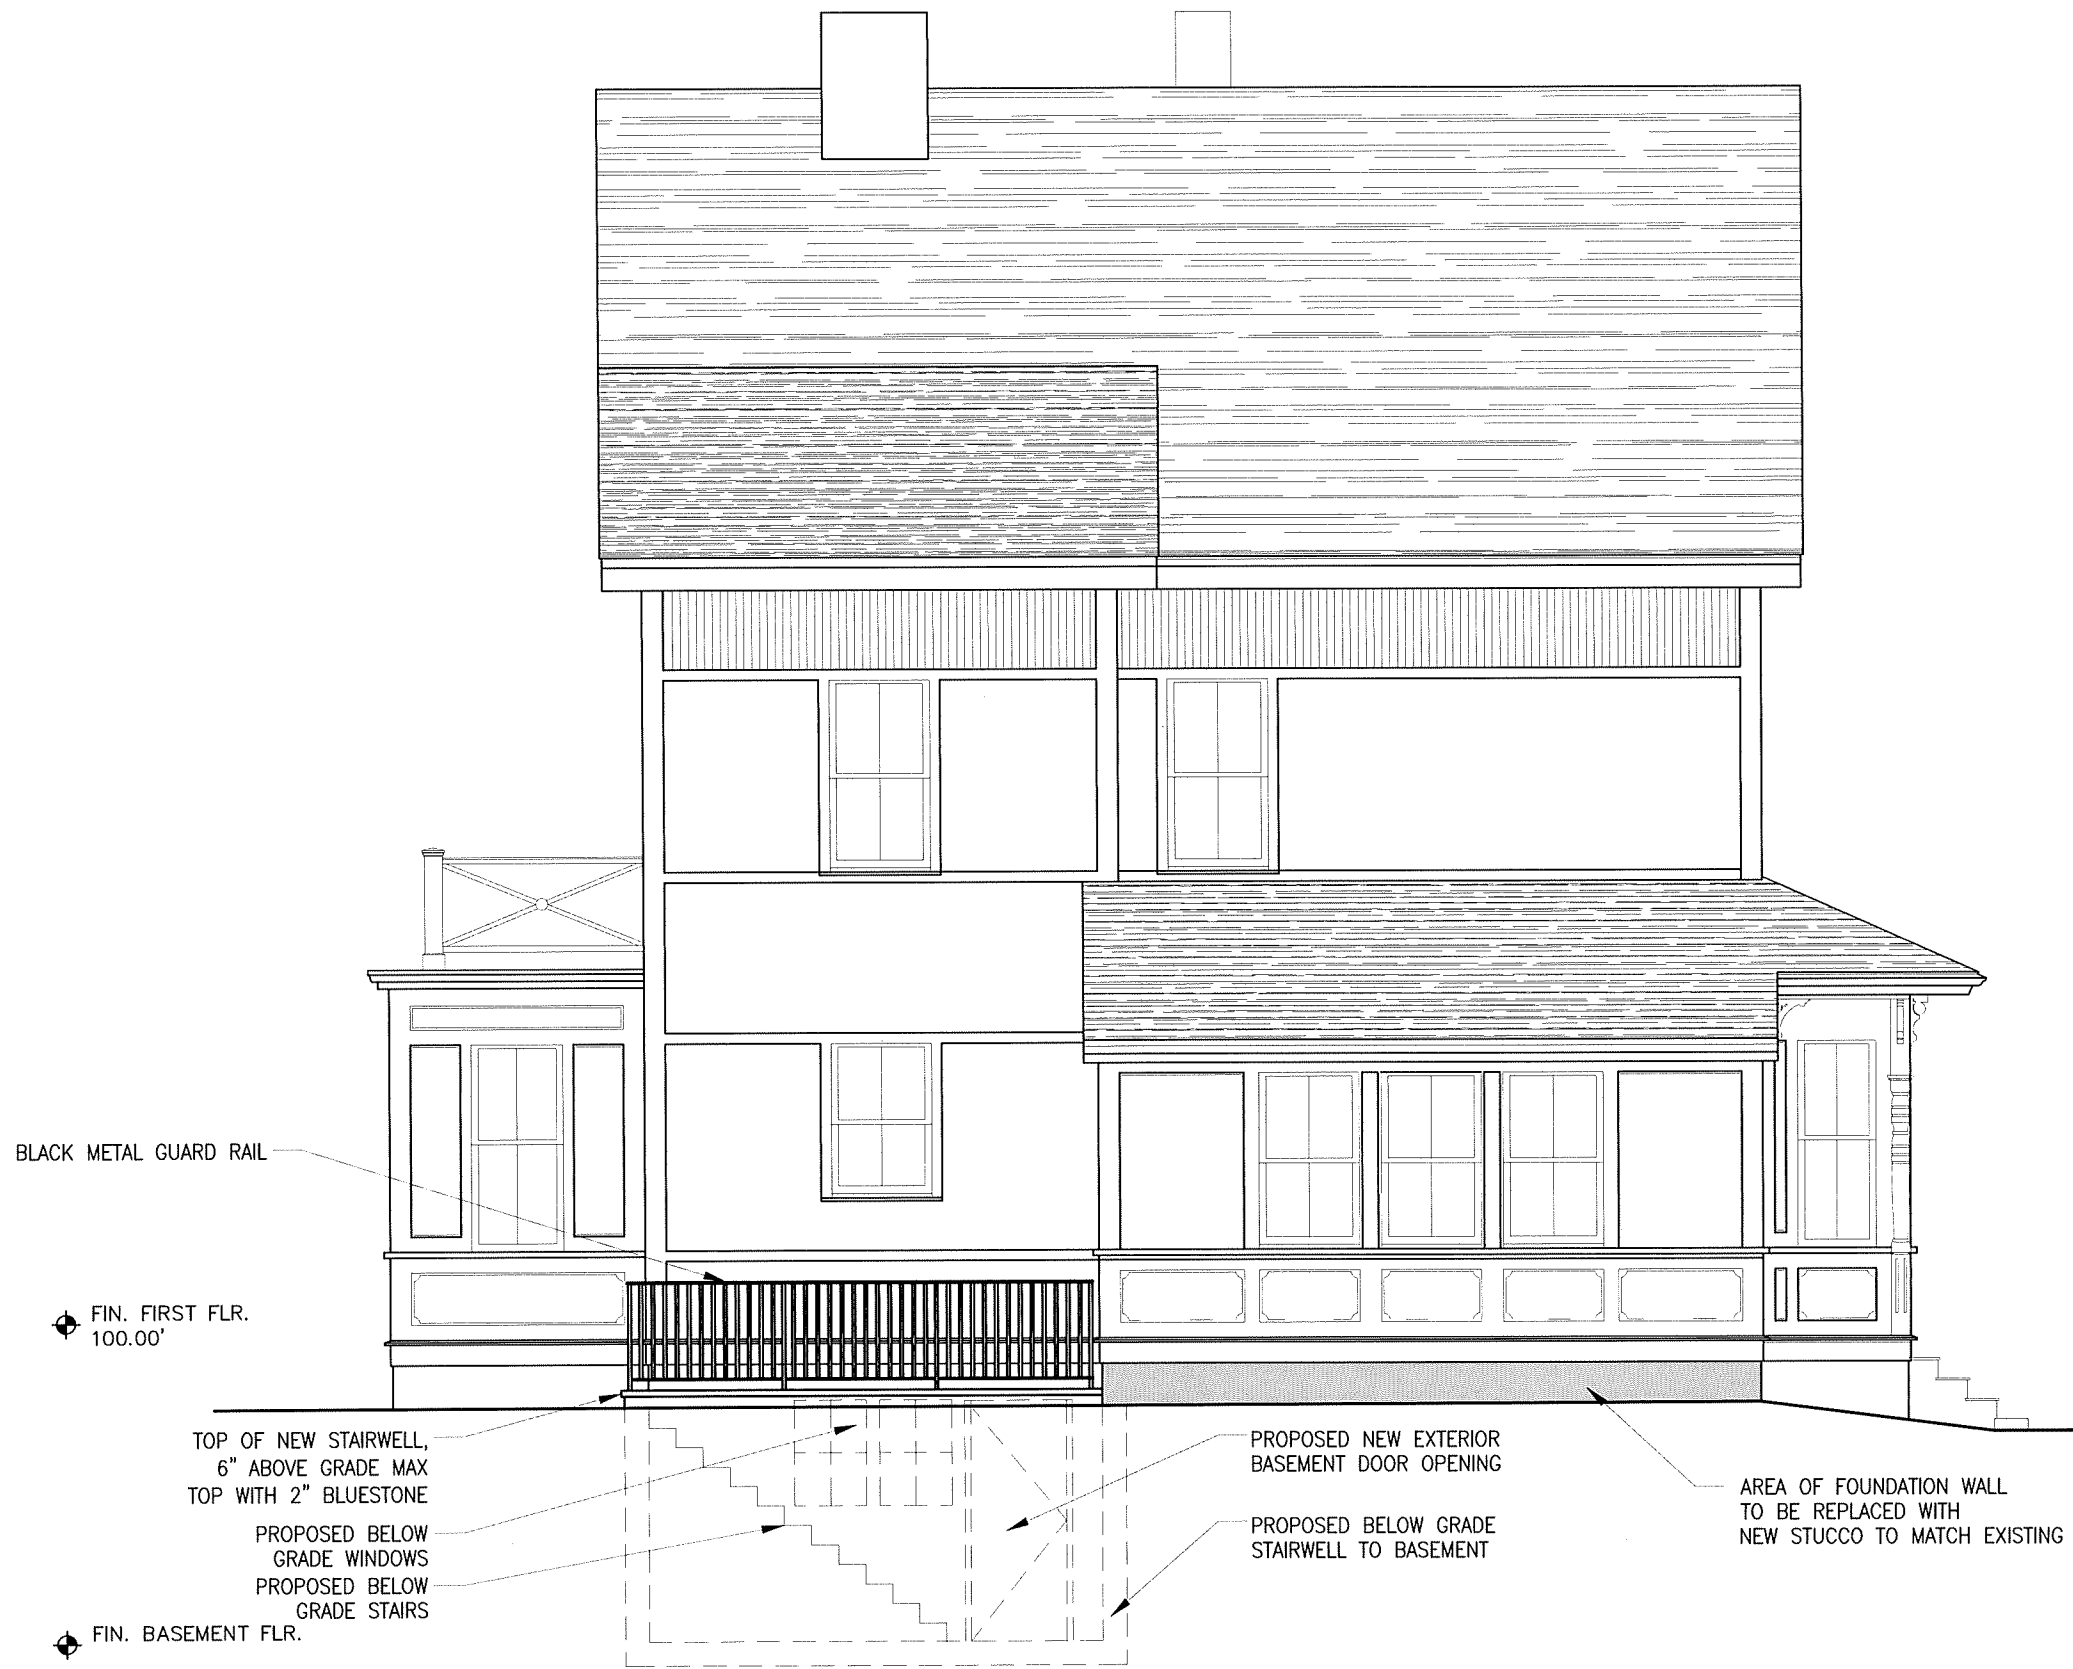 BLACK METAL GUARD RAIL
FIN. FIRST FLR.
100.00'
TOP OF NEW STAIRWELL,
6" ABOVE GRADE MAX
TOP WITH 2" BLUESTONE
PROPOSED BELOW
GRADE WINDOWS
PROPOSED BELOW
GRADE STAIRS
FIN. BASEMENT FLR.
PROPOSED NEW EXTERIOR
BASEMENT DOOR OPENING
PROPOSED BELOW GRADE
STAIRWELL TO BASEMENT
AREA OF FOUNDATION WALL
TO BE REPLACED WITH
NEW STUCCO TO MATCH EXISTING